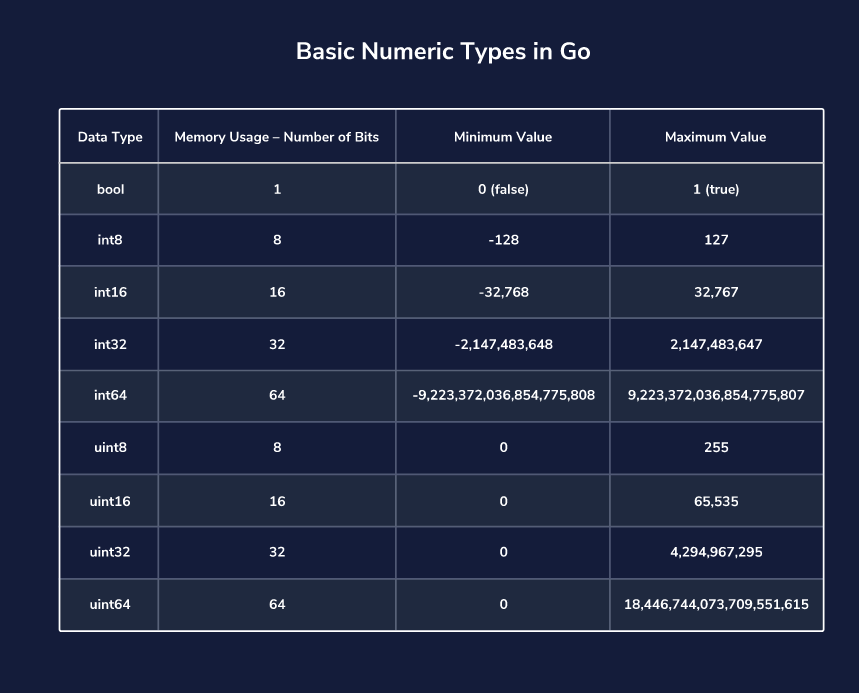 Basic Numeric Types in Go
Data Type Memory Usage – Number of Bits Minimum Value Maximum Value
bool 1 0 (false) 1 (true)
int8 8 -128 127
int16 16 -32,768 32,767
int32 32 -2,147,483,648 2,147,483,647
int64 64 -9,223,372,036,854,775,808 9,223,372,036,854,775,807
uint8 8 0 255
uint16 16 0 65,535
uint32 32 0 4,294,967,295
uint64 64 0 18,446,744,073,709,551,615